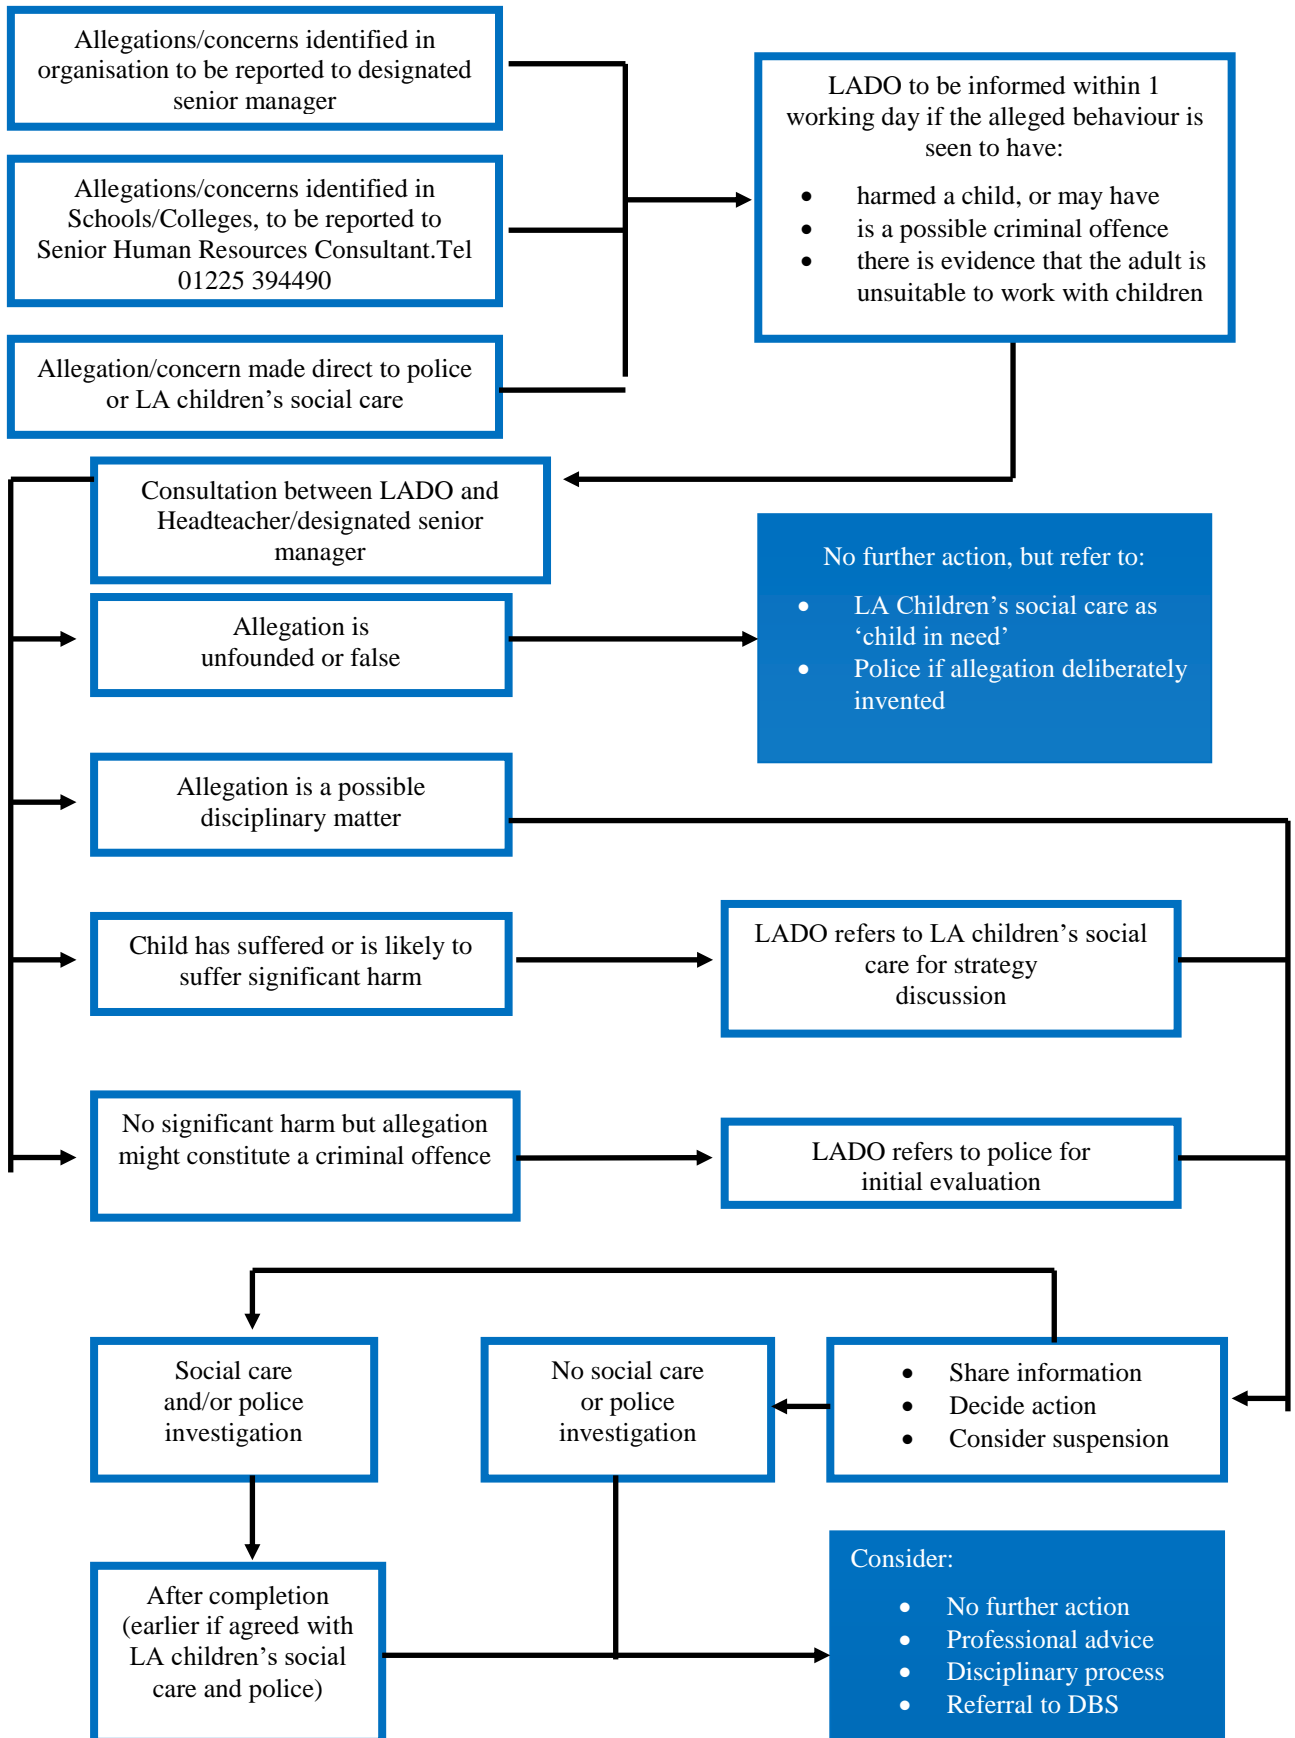 Allegations/concerns identified in
organisation to be reported to designated
senior manager
LADO to be informed within 1
working day if the alleged behaviour is
seen to have:
• harmed a child, or may have
• is a possible criminal offence
• there is evidence that the adult is
unsuitable to work with children
Allegations/concerns identified in
Schools/Colleges, to be reported to
Senior Human Resources Consultant.Tel
01225 394490
Allegation/concern made direct to police
or LA children’s social care
Consultation between LADO and
Headteacher/designated senior
manager
Allegation is
unfounded or false
No further action, but refer to:
• LA Children’s social care as
‘child in need’
• Police if allegation deliberately
invented
Allegation is a possible
disciplinary matter
Child has suffered or is likely to
suffer significant harm
LADO refers to LA children’s social
care for strategy
discussion
No significant harm but allegation
might constitute a criminal offence
LADO refers to police for
initial evaluation
Social care
and/or police
investigation
No social care
or police
investigation
• Share information
• Decide action
• Consider suspension
After completion
(earlier if agreed with
LA children’s social
care and police)
Consider:
• No further action
• Professional advice
• Disciplinary process
• Referral to DBS